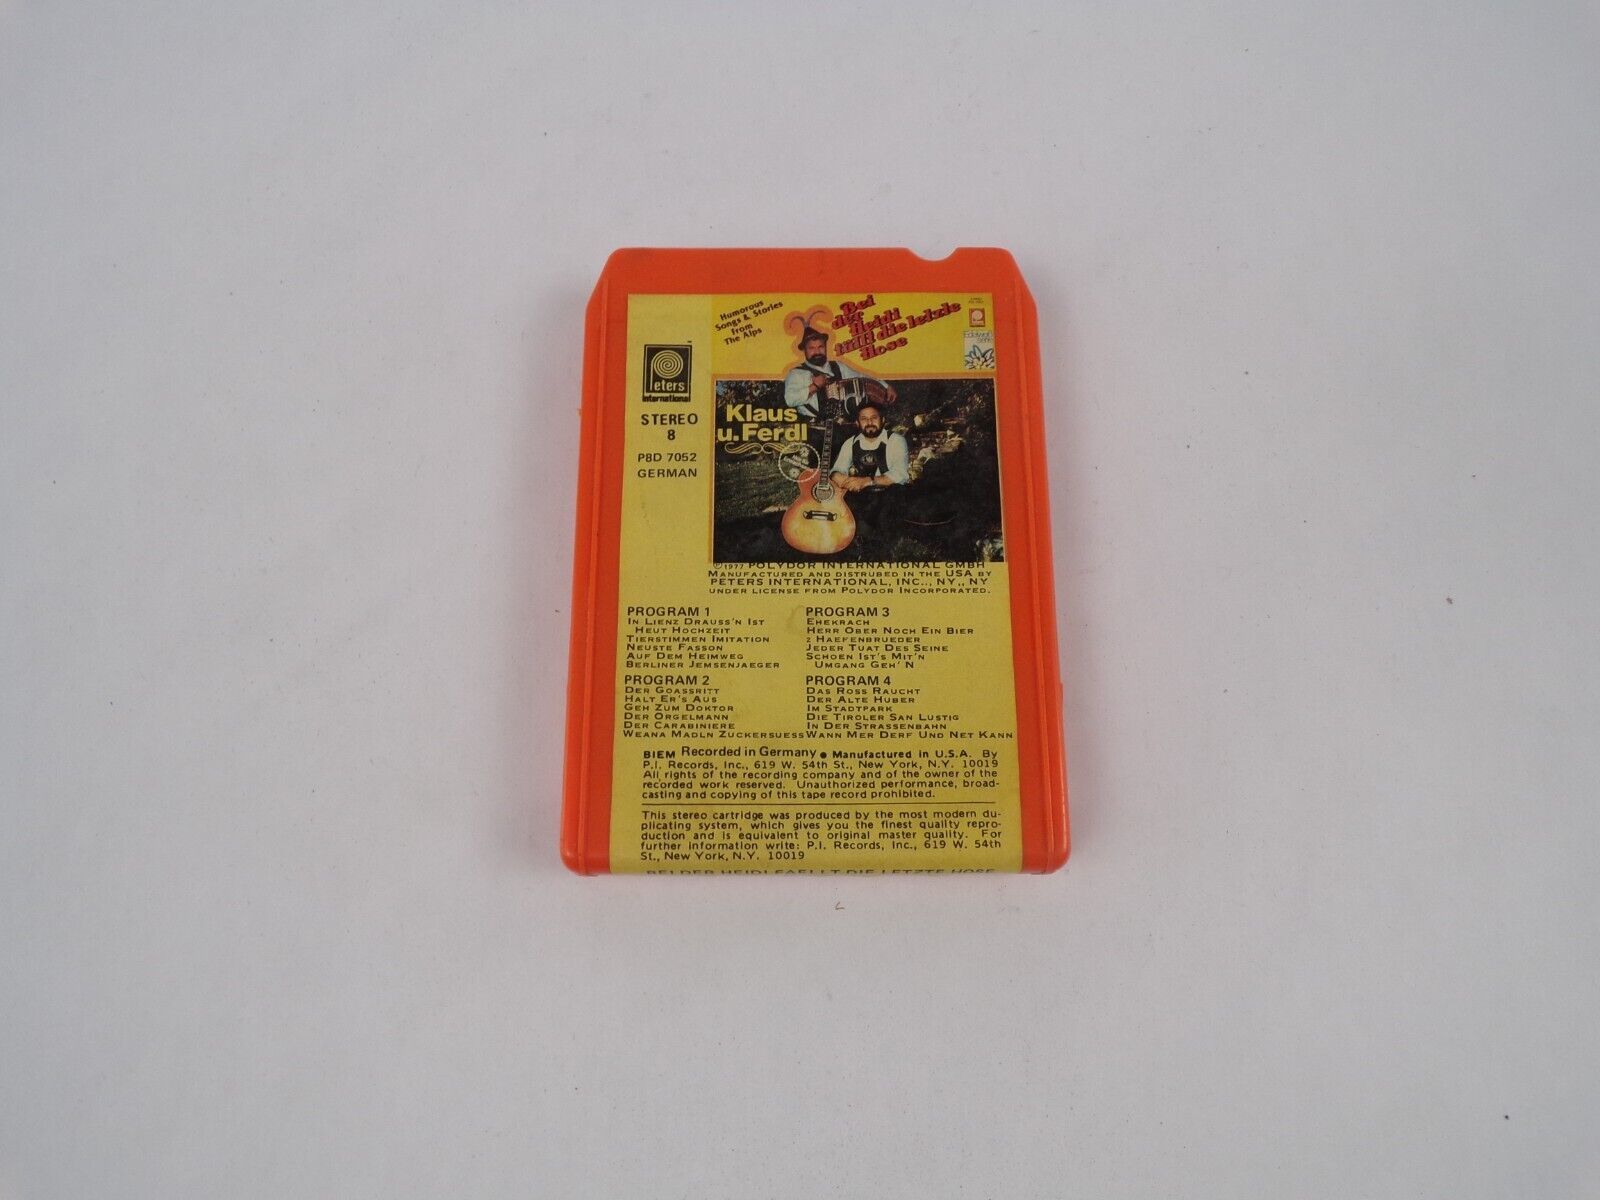 Humorous
Songs & Stories
from
The Alps
Bei
der
Heidi
fällt die letzte
Hose
Edelweiß
Serie
Peters
international
STEREO
8
P8D 7052
GERMAN
Klaus
u. Ferdl
℗ 1977 POLYDOR INTERNATIONAL GMBH
MANUFACTURED AND DISTRUBED IN THE USA BY
PETERS INTERNATIONAL, INC.., NY,, NY
UNDER LICENSE FROM POLYDOR INCORPORATED.
PROGRAM 1
IN LIENZ DRAUSS'N IST
HEUT HOCHZEIT
TIERSTIMMEN IMITATION
NEUSTE FASSON
AUF DEM HEIMWEG
BERLINER JEMSENJAEGER
PROGRAM 2
DER GOASSRITT
HALT ER'S AUS
GEH ZUM DOKTOR
DER ORGELMANN
DER CARABINIERE
WEANA MADLN ZUCKERSUESS
PROGRAM 3
EHEKRACH
HERR OBER NOCH EIN BIER
2 HAEFENBRUEDER
JEDER TUAT DES SEINE
SCHOEN IST'S MIT'N
UMGANG GEH' N
PROGRAM 4
DAS ROSS RAUCHT
DER ALTE HUBER
IM STADTPARK
DIE TIROLER SAN LUSTIG
IN DER STRASSENBAHN
WANN MER DERF UND NET KANN
BIEM Recorded in Germany • Manufactured in U.S.A. By
P.I. Records, Inc., 619 W. 54th St., New York, N.Y. 10019
All rights of the recording company and of the owner of the
recorded work reserved. Unauthorized performance, broad-
casting and copying of this tape record prohibited.
This stereo cartridge was produced by the most modern du-
plicating system, which gives you the finest quality repro-
duction and is equivalent to original master quality. For
further information write: P.I. Records, Inc., 619 W. 54th
St., New York, N.Y. 10019
BEI DER HEIDI FAELLT DIE LETZTE HOSE